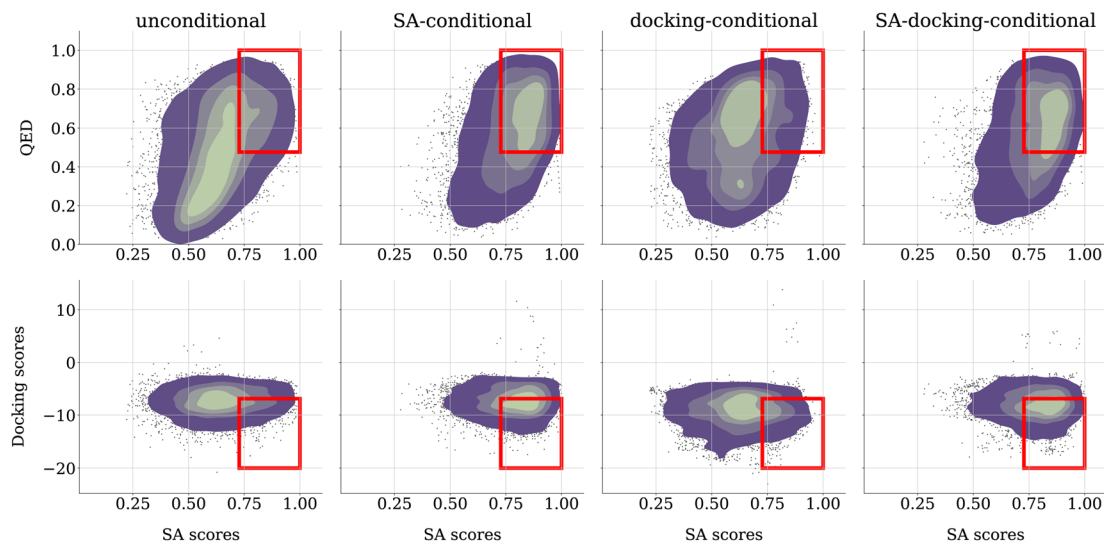 unconditional SA-conditional docking-conditional SA-docking-conditional
QED
1.0
0.8
0.6
0.4
0.2
0.0
0.25 0.50 0.75 1.00 0.25 0.50 0.75 1.00 0.25 0.50 0.75 1.00 0.25 0.50 0.75 1.00
Docking scores
10
0
−10
−20
0.25 0.50 0.75 1.00 0.25 0.50 0.75 1.00 0.25 0.50 0.75 1.00 0.25 0.50 0.75 1.00
SA scores SA scores SA scores SA scores